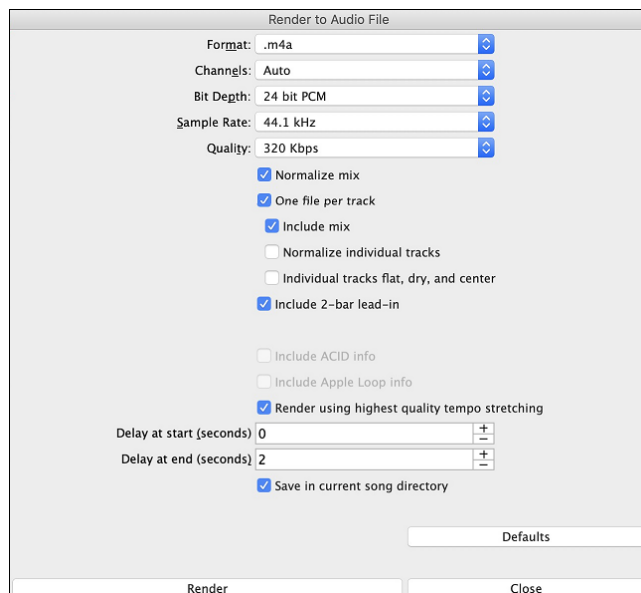 Render to Audio File
Format: .m4a
Channels: Auto
Bit Depth: 24 bit PCM
Sample Rate: 44.1 kHz
Quality: 320 Kbps
Normalize mix
One file per track
Include mix
Normalize individual tracks
Individual tracks flat, dry, and center
Include 2-bar lead-in
Include ACID info
Include Apple Loop info
Render using highest quality tempo stretching
Delay at start (seconds) 0 + −
Delay at end (seconds) 2 + −
Save in current song directory
Defaults
Render Close